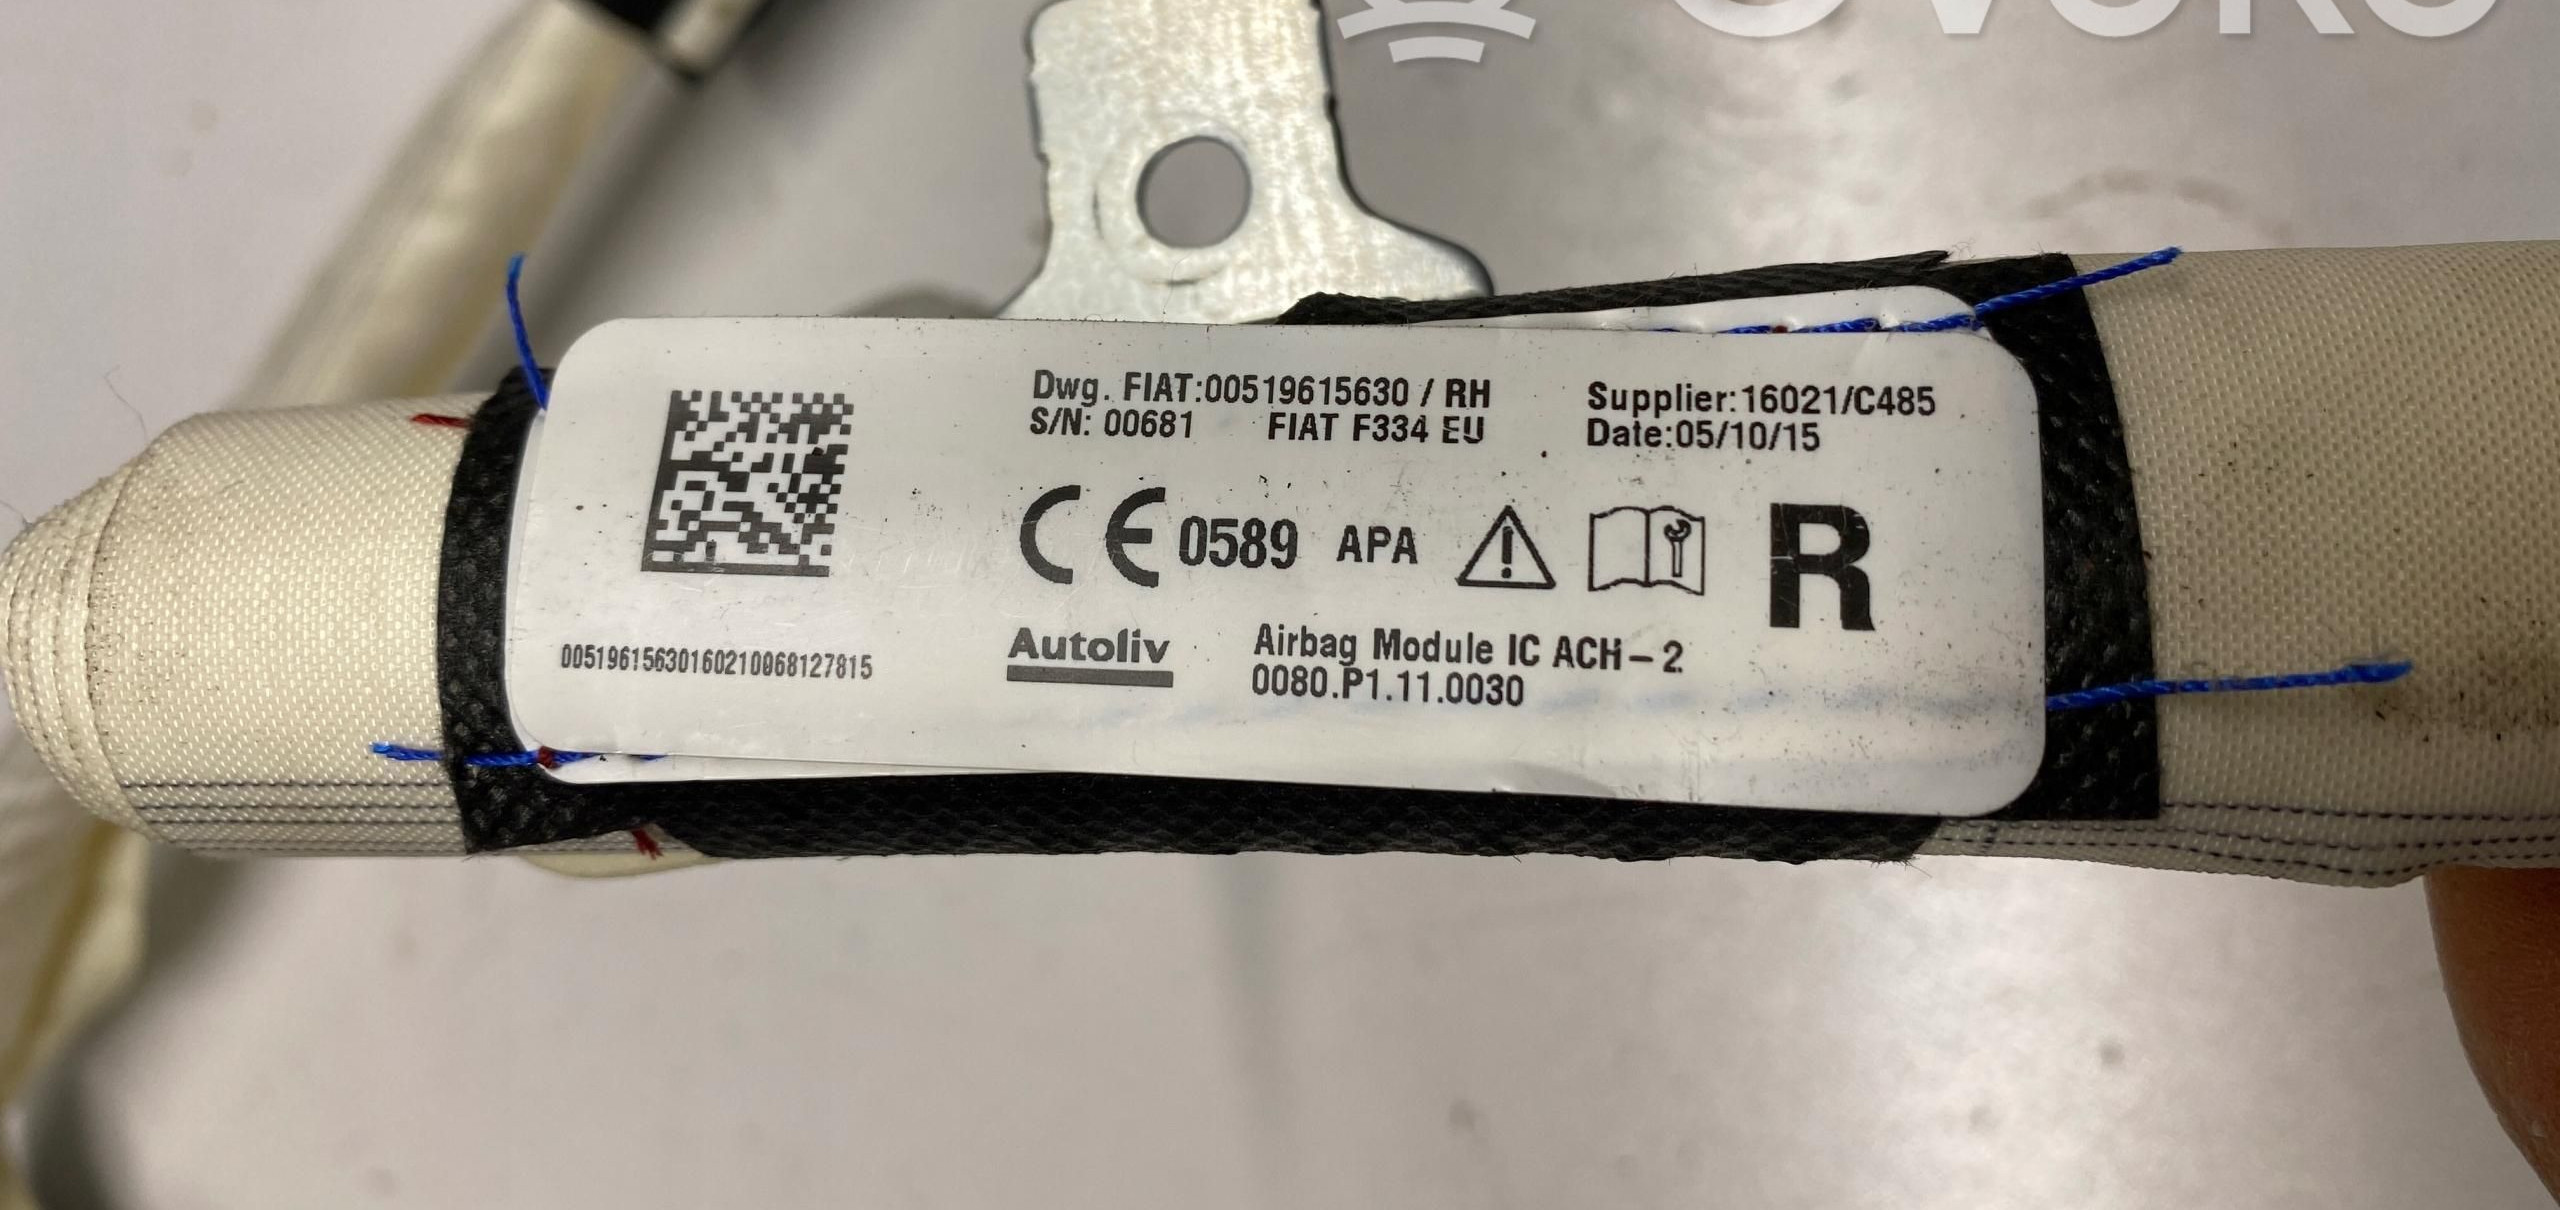 Dwg. FIAT:00519615630 / RH
S/N: 00681 FIAT F334 EU
Supplier:16021/C485
Date:05/10/15
CE 0589 APA
R
00519615630160210068127815
Autoliv
Airbag Module IC ACH-2
0080.P1.11.0030